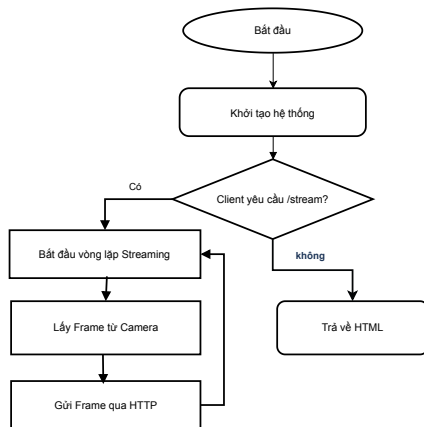 Bắt đầu
Khởi tạo hệ thống
Client yêu cầu /stream?
Có
không
Bắt đầu vòng lặp Streaming
Lấy Frame từ Camera
Trả về HTML
Gửi Frame qua HTTP